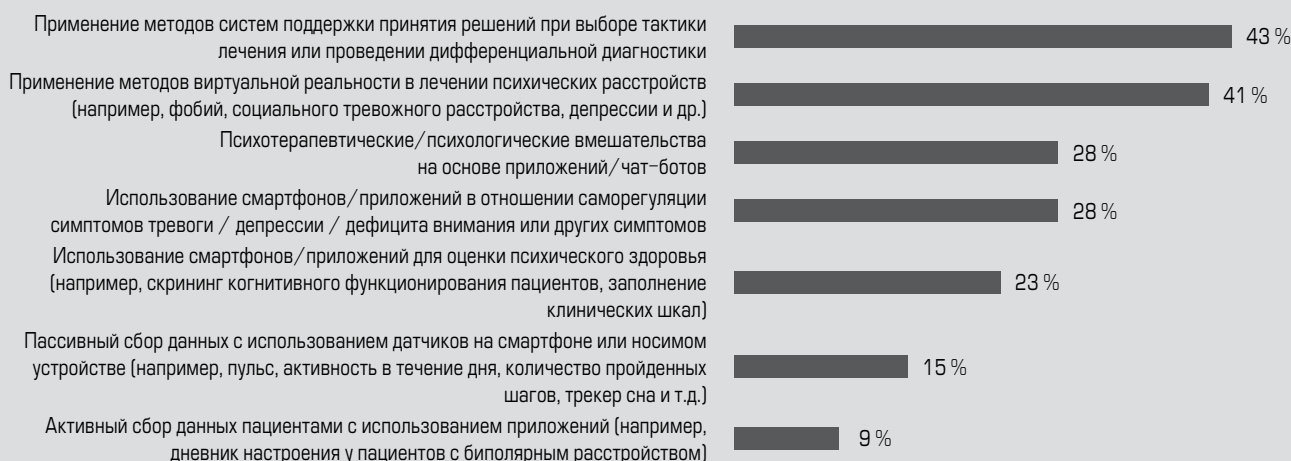 Применение методов систем поддержки принятия решений при выборе тактики
лечения или проведении дифференциальной диагностики
43 %
Применение методов виртуальной реальности в лечении психических расстройств
(например, фобий, социального тревожного расстройства, депрессии и др.)
41 %
Психотерапевтические/психологические вмешательства
на основе приложений/чат-ботов
28 %
Использование смартфонов/приложений в отношении саморегуляции
симптомов тревоги / депрессии / дефицита внимания или других симптомов
28 %
Использование смартфонов/приложений для оценки психического здоровья
(например, скрининг когнитивного функционирования пациентов, заполнение
клинических шкал)
23 %
Пассивный сбор данных с использованием датчиков на смартфоне или носимом
устройстве (например, пульс, активность в течение дня, количество пройденных
шагов, трекер сна и т.д.)
15 %
Активный сбор данных пациентами с использованием приложений (например,
дневник настроения у пациентов с биполярным расстройством)
9 %